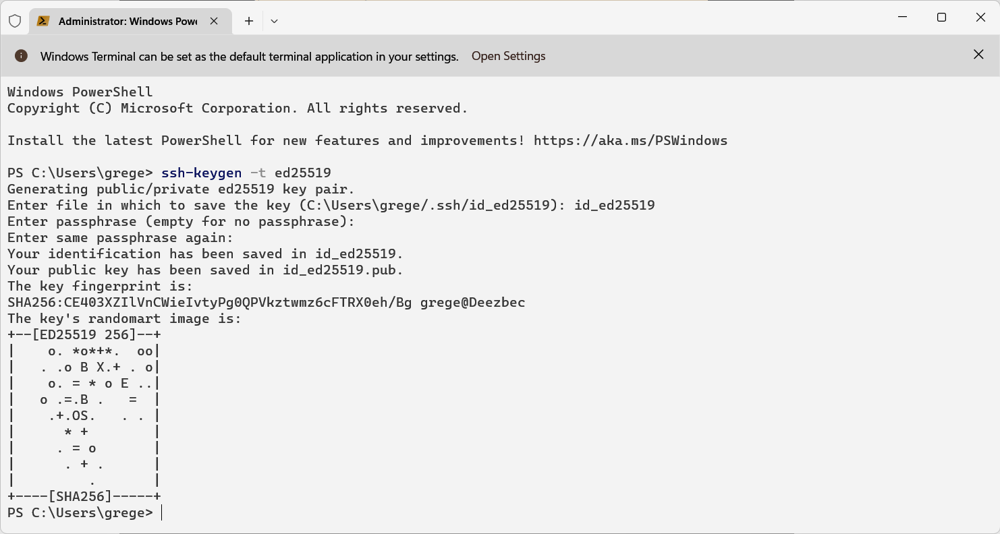 Administrator: Windows Powe
Windows Terminal can be set as the default terminal application in your settings. Open Settings
Windows PowerShell
Copyright (C) Microsoft Corporation. All rights reserved.
Install the latest PowerShell for new features and improvements! https://aka.ms/PSWindows
PS C:\Users\grege> ssh-keygen -t ed25519
Generating public/private ed25519 key pair.
Enter file in which to save the key (C:\Users\grege/.ssh/id_ed25519): id_ed25519
Enter passphrase (empty for no passphrase):
Enter same passphrase again:
Your identification has been saved in id_ed25519.
Your public key has been saved in id_ed25519.pub.
The key fingerprint is:
SHA256:CE403XZIlVnCWieIvtyPg0QPVkztwmz6cFTRX0eh/Bg grege@Deezbec
The key's randomart image is:
+--[ED25519 256]--+
|    o. *o*+*.  oo|
|   . .o B X.+ . o|
|    o. = * o E ..|
|   o .=.B .   =  |
|    .+.OS.   . . |
|      * +        |
|     . = o       |
|      . + .      |
|         .       |
+----[SHA256]-----+
PS C:\Users\grege>